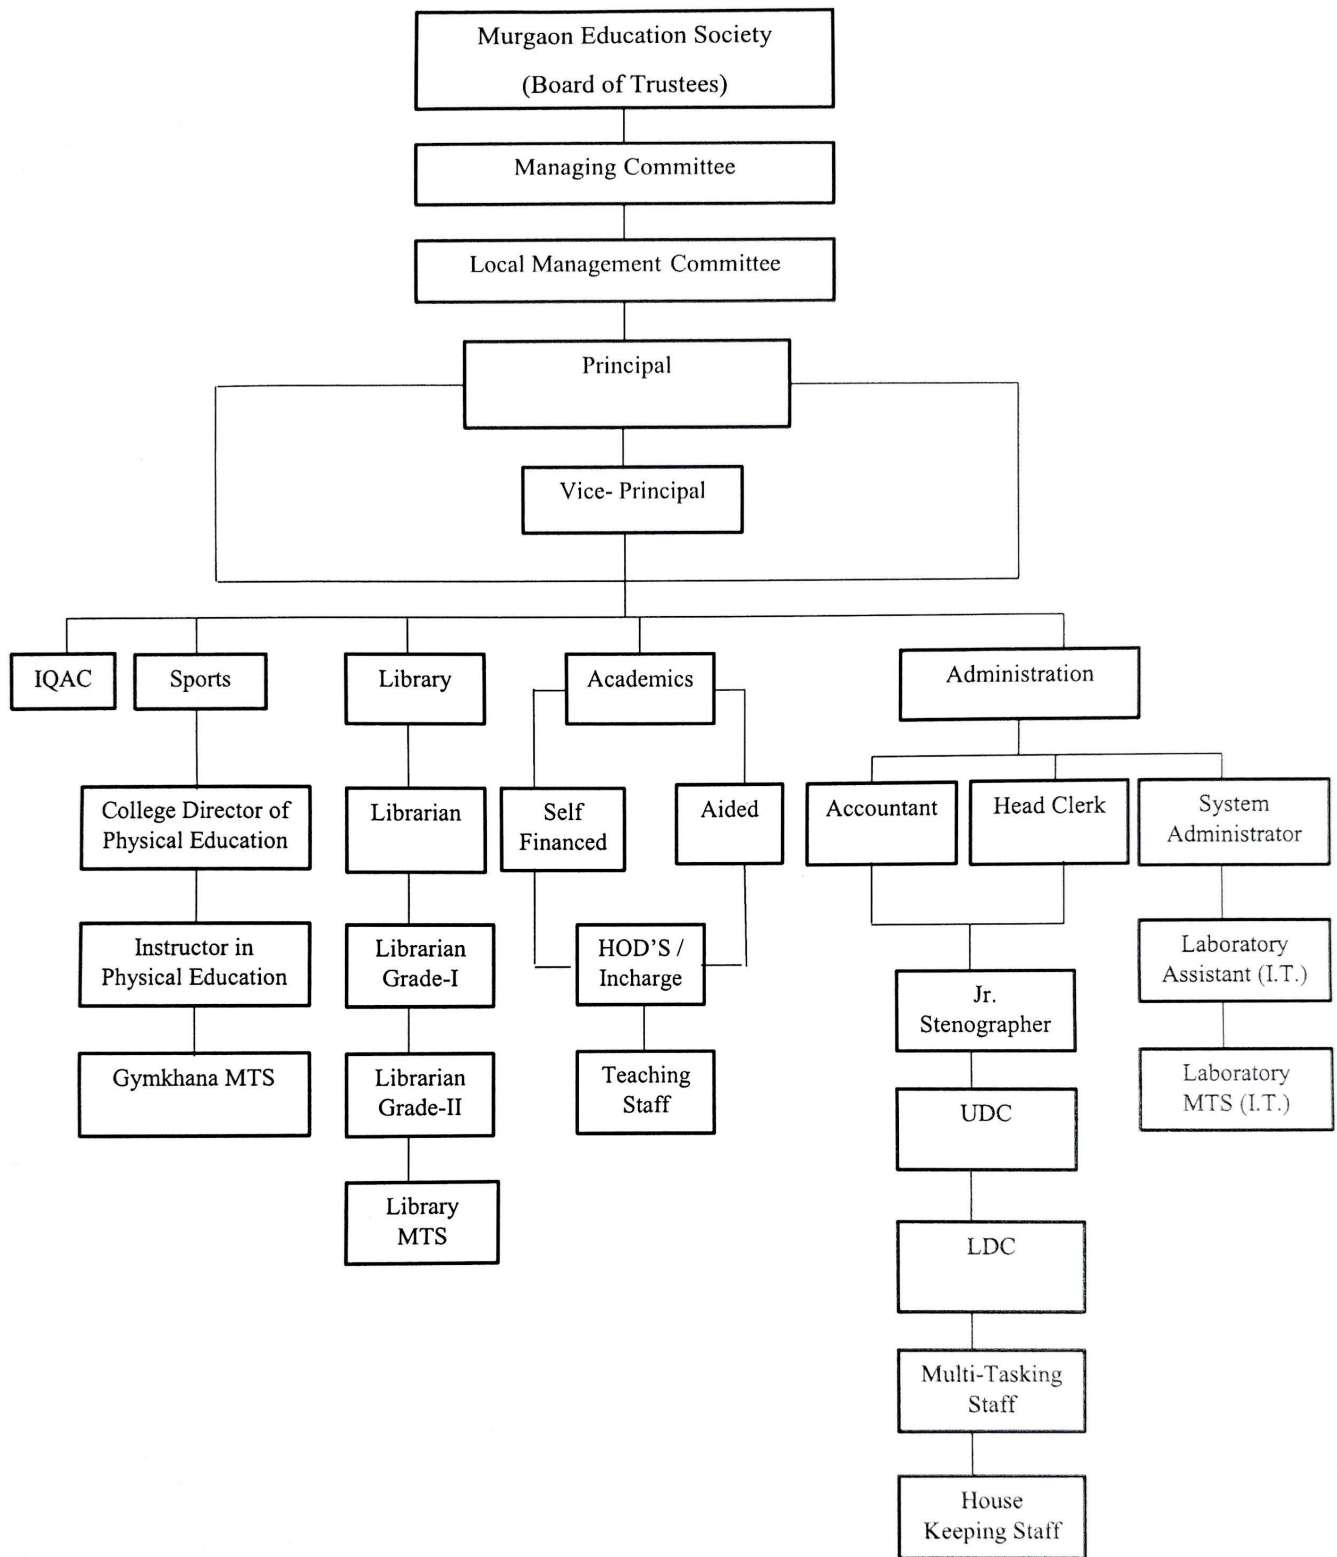 Murgaon Education Society
(Board of Trustees)
Managing Committee
Local Management Committee
Principal
Vice- Principal
IQAC
Sports
Library
Academics
Administration
College Director of
Physical Education
Librarian
Self
Financed
Aided
Accountant
Head Clerk
System
Administrator
Instructor in
Physical Education
Librarian
Grade-I
HOD'S /
Incharge
Jr.
Stenographer
Laboratory
Assistant (I.T.)
Gymkhana MTS
Librarian
Grade-II
Teaching
Staff
UDC
Laboratory
MTS (I.T.)
Library
MTS
LDC
Multi-Tasking
Staff
House
Keeping Staff